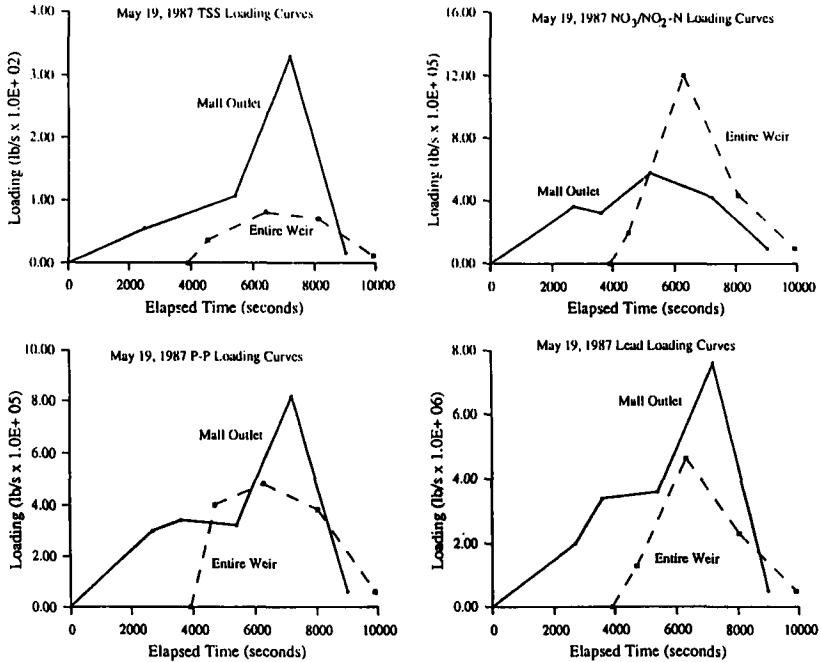 May 19, 1987 TSS Loading Curves
4.00
3.00
2.00
1.00
0.00
Loading (lb/s x 1.0E+ 02)
Mall Outlet
Entire Weir
0 2000 4000 6000 8000 10000
Elapsed Time (seconds)
May 19, 1987 NO3/NO2-N Loading Curves
16.00
12.00
8.00
4.00
0.00
Loading (lb/s x 1.0E+ 05)
Entire Weir
Mall Outlet
0 2000 4000 6000 8000 10000
Elapsed Time (seconds)
May 19, 1987 P-P Loading Curves
10.00
8.00
6.00
4.00
2.00
0.00
Loading (lb/s x 1.0E+ 05)
Mall Outlet
Entire Weir
0 2000 4000 6000 8000 10000
Elapsed Time (seconds)
May 19, 1987 Lead Loading Curves
8.00
6.00
4.00
2.00
0.00
Loading (lb/s x 1.0E+ 06)
Mall Outlet
Entire Weir
0 2000 4000 6000 8000 10000
Elapsed Time (seconds)